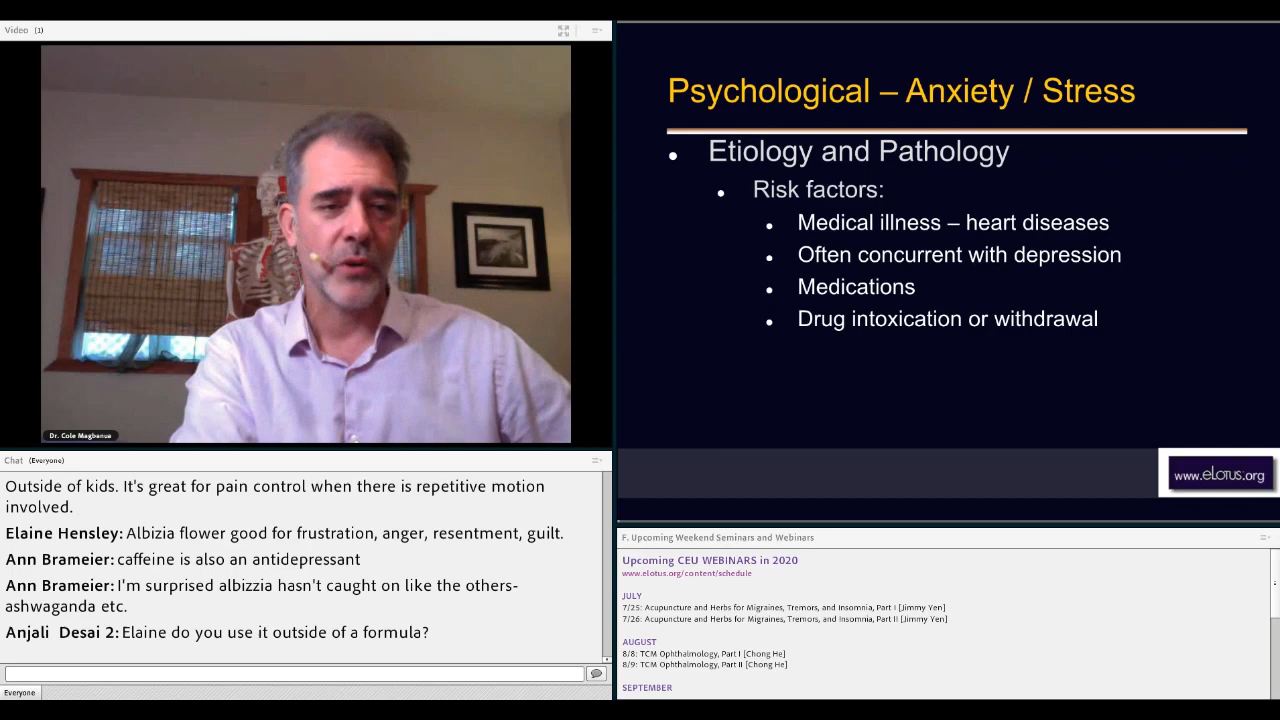 Video (1)
Dr. Cole Magbanua
Psychological – Anxiety / Stress
• Etiology and Pathology
• Risk factors:
• Medical illness – heart diseases
• Often concurrent with depression
• Medications
• Drug intoxication or withdrawal
www.eLotus.org
Chat (Everyone)
Outside of kids. It's great for pain control when there is repetitive motion
involved.
Elaine Hensley: Albizia flower good for frustration, anger, resentment, guilt.
Ann Brameier: caffeine is also an antidepressant
Ann Brameier: I'm surprised albizzia hasn't caught on like the others-
ashwaganda etc.
Anjali Desai 2: Elaine do you use it outside of a formula?
Everyone
F. Upcoming Weekend Seminars and Webinars
Upcoming CEU WEBINARS in 2020
www.elotus.org/content/schedule
JULY
7/25: Acupuncture and Herbs for Migraines, Tremors, and Insomnia, Part I [Jimmy Yen]
7/26: Acupuncture and Herbs for Migraines, Tremors, and Insomnia, Part II [Jimmy Yen]
AUGUST
8/8: TCM Ophthalmology, Part I [Chong He]
8/9: TCM Ophthalmology, Part II [Chong He]
SEPTEMBER